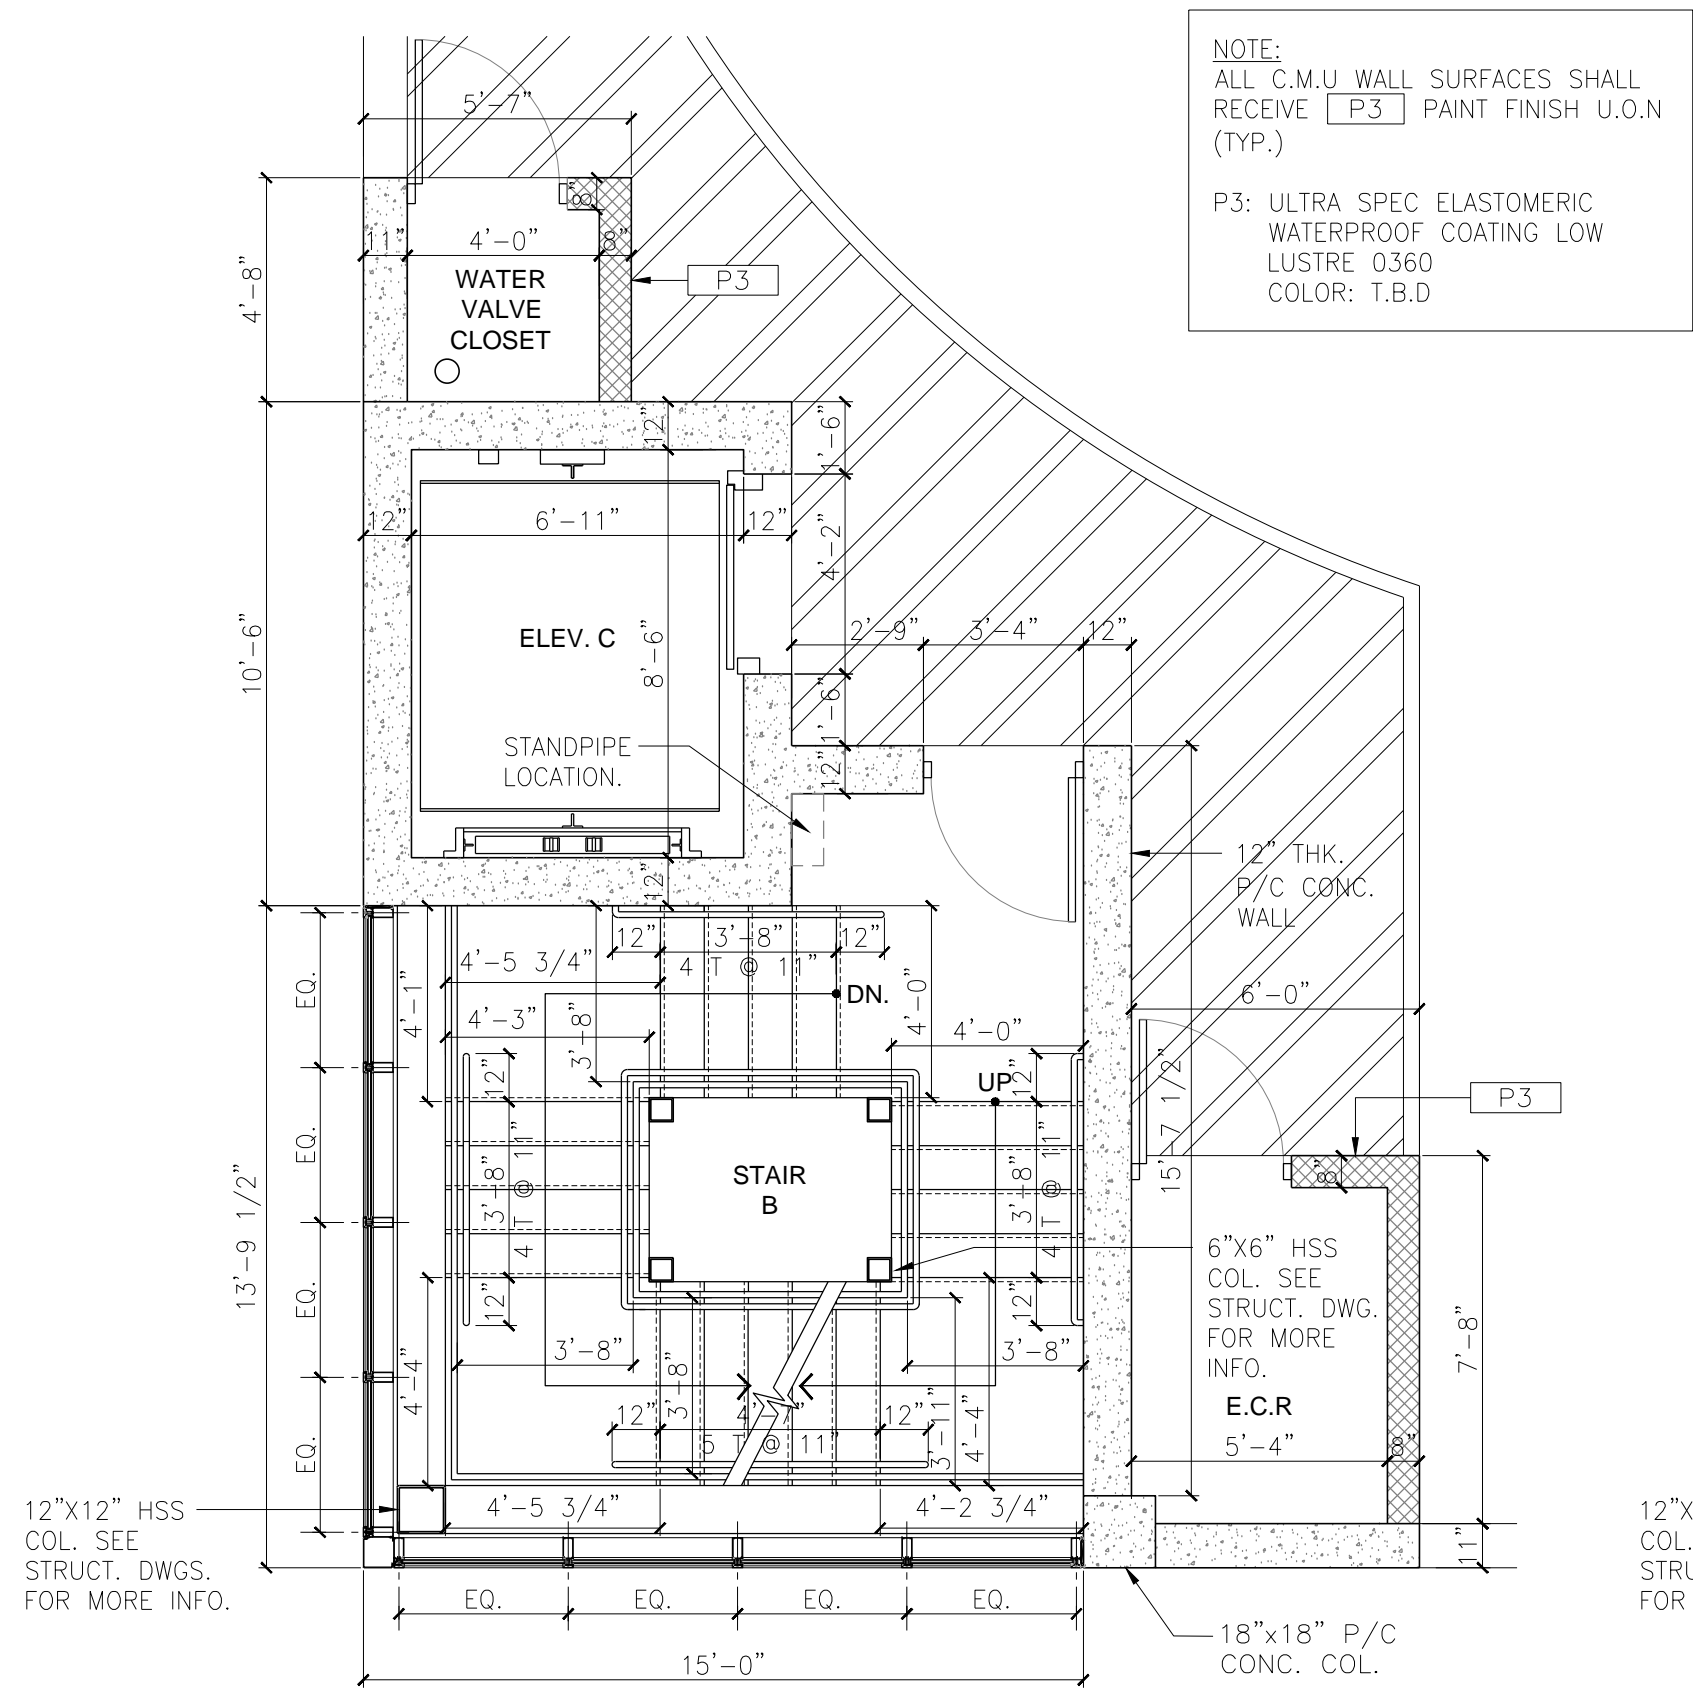 NOTE:
ALL C.M.U WALL SURFACES SHALL
RECEIVE P3 PAINT FINISH U.O.N
(TYP.)
P3: ULTRA SPEC ELASTOMERIC
WATERPROOF COATING LOW
LUSTRE 0360
COLOR: T.B.D
5'-7"
8"
11"
4'-0"
8"
4'-8"
WATER
VALVE
CLOSET
P3
12"
1'-6"
12"
6'-11"
12"
4'-2"
10'-6"
ELEV. C
8'-6"
2'-9"
3'-4"
12"
1'-6"
STANDPIPE
LOCATION.
12"
12"
12" THK.
P/C CONC.
WALL
12"
3'-8"
12"
4 T @ 11"
4'-5 3/4"
EQ.
4'-1"
DN.
4'-0"
6'-0"
4'-3"
3'-8"
4'-0"
UP
12"
12"
15'-7 1/2"
P3
EQ.
3'-8"
4 T @ 11"
STAIR
B
3'-8"
4 T @ 11"
8"
13'-9 1/2"
EQ.
12"
12"
6"X6" HSS
COL. SEE
STRUCT. DWG.
FOR MORE
INFO.
7'-8"
3'-8"
3'-8"
3'-8"
4'-4"
12"
4'-7"
12"
5 T @ 11"
3'-11"
4'-4"
E.C.R
5'-4"
8"
EQ.
12"X12" HSS
COL. SEE
STRUCT. DWGS.
FOR MORE INFO.
4'-5 3/4"
4'-2 3/4"
11"
EQ.
EQ.
EQ.
EQ.
18"x18" P/C
CONC. COL.
15'-0"
12"X
COL.
STRU
FOR